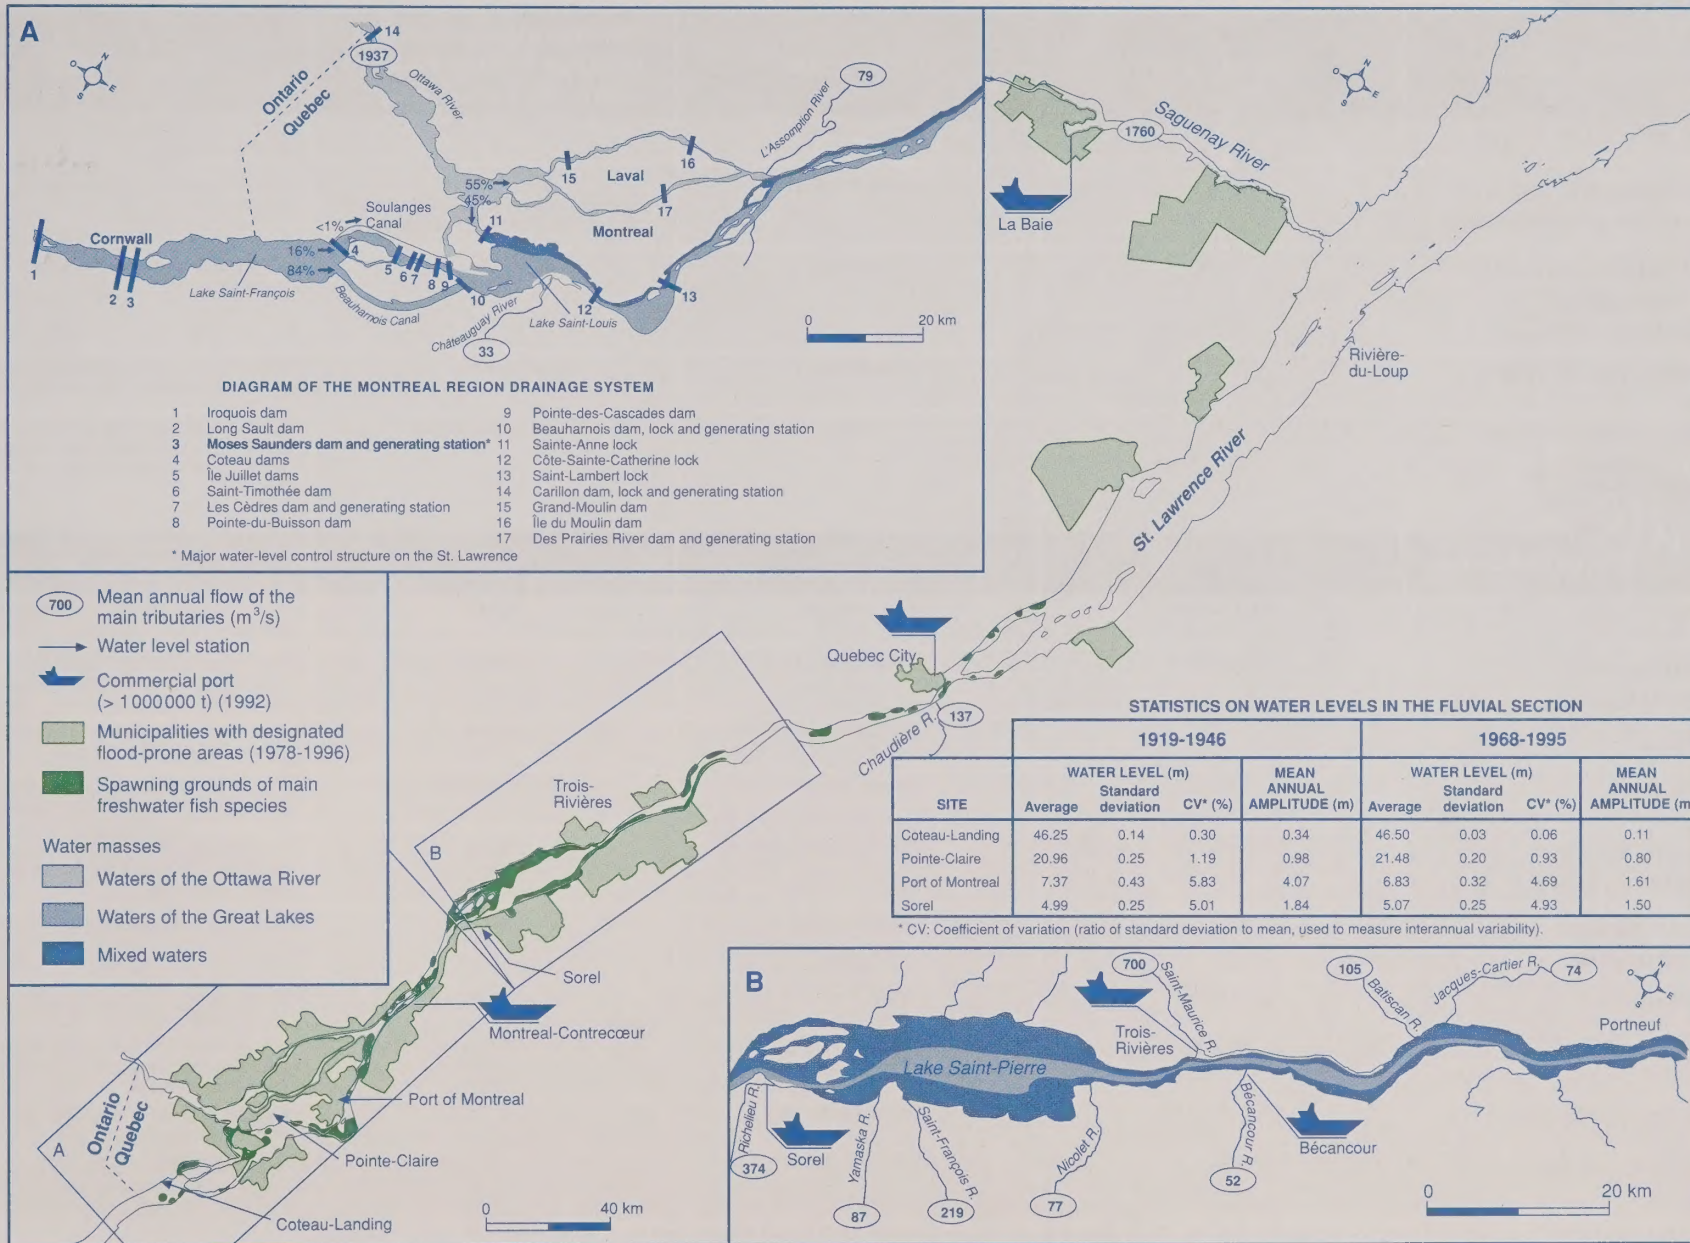 A
N
O
E
S
14
1937
Ottawa River
Ontario
Quebec
79
L'Assomption River
55%
45%
15
16
Laval
17
Montreal
Soulanges
Canal
<1%
11
Cornwall
16%
84%
1
2
3
4
5
6
7
8
9
10
12
13
Lake Saint-François
Beauharnois Canal
Châteauguay River
33
Lake Saint-Louis
0 20 km
DIAGRAM OF THE MONTREAL REGION DRAINAGE SYSTEM
1 Iroquois dam
2 Long Sault dam
3 Moses Saunders dam and generating station*
4 Coteau dams
5 Île Juillet dams
6 Saint-Timothée dam
7 Les Cèdres dam and generating station
8 Pointe-du-Buisson dam
9 Pointe-des-Cascades dam
10 Beauharnois dam, lock and generating station
11 Sainte-Anne lock
12 Côte-Sainte-Catherine lock
13 Saint-Lambert lock
14 Carillon dam, lock and generating station
15 Grand-Moulin dam
16 Île du Moulin dam
17 Des Prairies River dam and generating station
* Major water-level control structure on the St. Lawrence
700 Mean annual flow of the
main tributaries (m³/s)
Water level station
Commercial port
(> 1 000 000 t) (1992)
Municipalities with designated
flood-prone areas (1978-1996)
Spawning grounds of main
freshwater fish species
Water masses
Waters of the Ottawa River
Waters of the Great Lakes
Mixed waters
N
O
E
S
Saguenay River
1760
La Baie
Rivière-
du-Loup
St. Lawrence River
Quebec City
137
Chaudière R.
Trois-
Rivières
B
Sorel
Montreal-Contrecœur
Port of Montreal
Pointe-Claire
Coteau-Landing
Ontario
Quebec
A
0 40 km
STATISTICS ON WATER LEVELS IN THE FLUVIAL SECTION
1919-1946 1968-1995
WATER LEVEL (m) MEAN ANNUAL AMPLITUDE (m) WATER LEVEL (m) MEAN ANNUAL AMPLITUDE (m
SITE Average Standard deviation CV* (%) Average Standard deviation CV* (%)
Coteau-Landing 46.25 0.14 0.30 0.34 46.50 0.03 0.06 0.11
Pointe-Claire 20.96 0.25 1.19 0.98 21.48 0.20 0.93 0.80
Port of Montreal 7.37 0.43 5.83 4.07 6.83 0.32 4.69 1.61
Sorel 4.99 0.25 5.01 1.84 5.07 0.25 4.93 1.50
* CV: Coefficient of variation (ratio of standard deviation to mean, used to measure interannual variability).
B
700
Saint-Maurice R.
105
Batiscan R.
Jacques-Cartier R.
74
N
O
E
S
Trois-
Rivières
Portneuf
Lake Saint-Pierre
Richelieu R.
374
Sorel
Yamaska R.
87
Saint-François R.
219
Nicolet R.
77
Bécancour R.
52
Bécancour
0 20 km